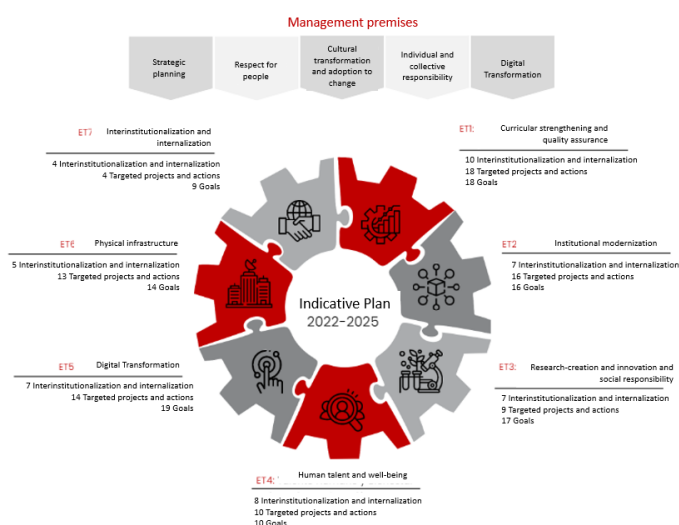 Management premises
Strategic
planning
Respect for
people
Cultural
transformation
and adoption to
change
Individual and
collective
responsibility
Digital
Transformation
ET7 Interinstitutionalization and
internalization
4 Interinstitutionalization and internalization
4 Targeted projects and actions
9 Goals
ET1: Curricular strengthening and
quality assurance
10 Interinstitutionalization and internalization
18 Targeted projects and actions
18 Goals
ET6 Physical infrastructure
5 Interinstitutionalization and internalization
13 Targeted projects and actions
14 Goals
ET2 Institutional modernization
7 Interinstitutionalization and internalization
16 Targeted projects and actions
16 Goals
Indicative Plan
2022-2025
ET5 Digital Transformation
7 Interinstitutionalization and internalization
14 Targeted projects and actions
19 Goals
ET3: Research-creation and innovation and
social responsibility
7 Interinstitutionalization and internalization
9 Targeted projects and actions
17 Goals
ET4: Human talent and well-being
8 Interinstitutionalization and internalization
10 Targeted projects and actions
10 Goals